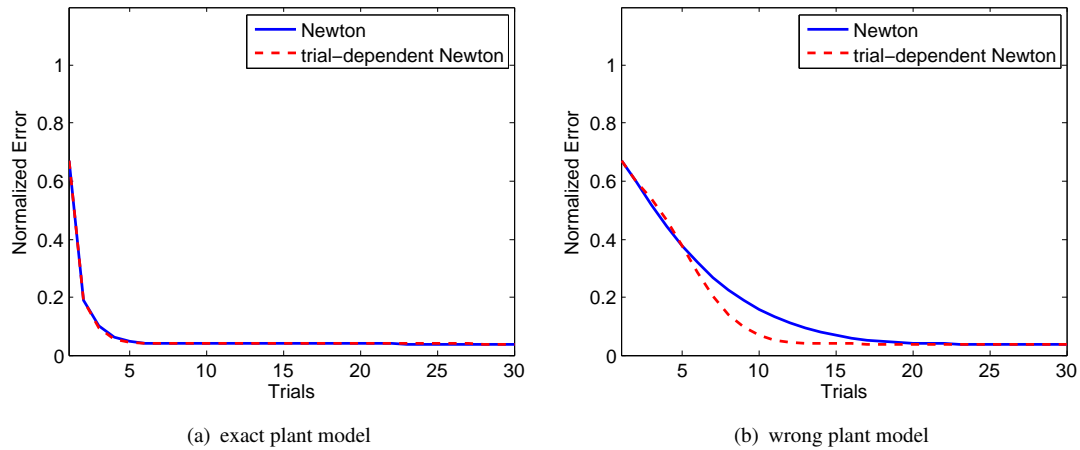 Newton
trial-dependent Newton
1
0.8
0.6
0.4
0.2
0
Normalized Error
5
10
15
20
25
30
Trials
(a) exact plant model
Newton
trial-dependent Newton
1
0.8
0.6
0.4
0.2
0
Normalized Error
5
10
15
20
25
30
Trials
(b) wrong plant model